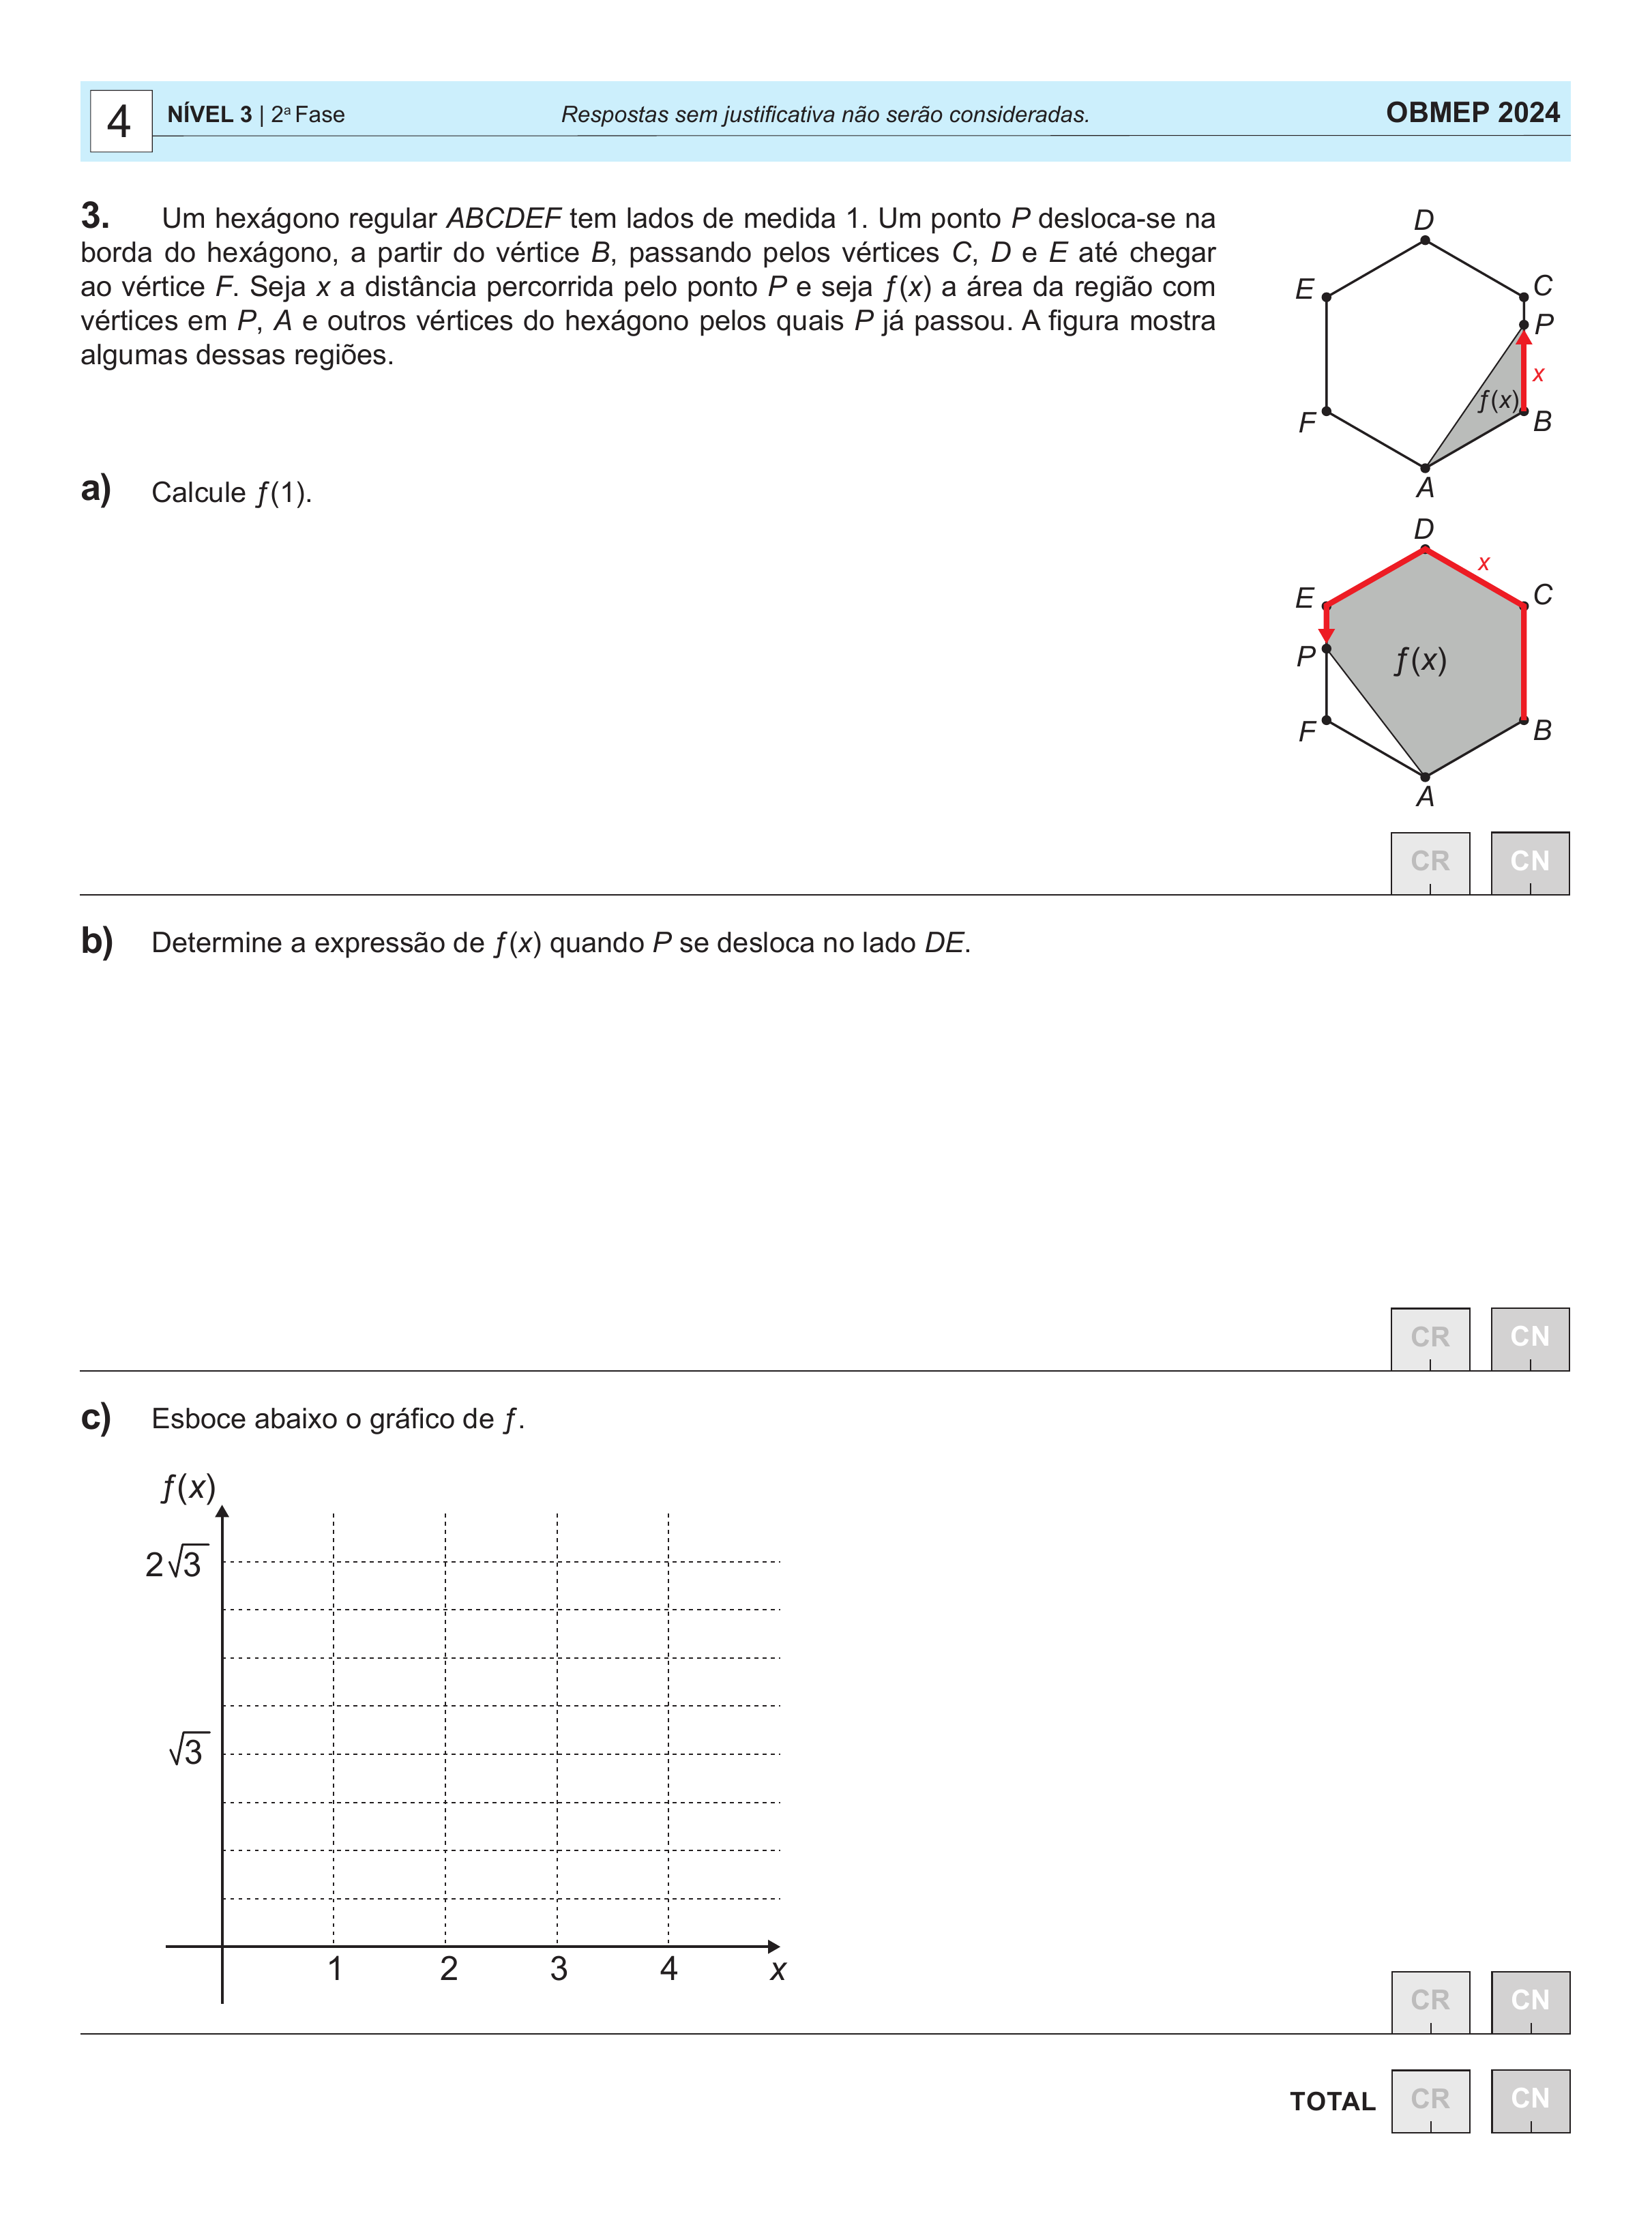 4 NÍVEL 3 | 2ª Fase Respostas sem justificativa não serão consideradas. OBMEP 2024
3. Um hexágono regular ABCDEF tem lados de medida 1. Um ponto P desloca-se na
borda do hexágono, a partir do vértice B, passando pelos vértices C, D e E até chegar
ao vértice F. Seja x a distância percorrida pelo ponto P e seja f(x) a área da região com
vértices em P, A e outros vértices do hexágono pelos quais P já passou. A figura mostra
algumas dessas regiões.
D
E C
P
x
f(x)
F B
A
a) Calcule f(1).
D
x
E C
P f(x)
F B
A
CR CN
b) Determine a expressão de f(x) quando P se desloca no lado DE.
CR CN
c) Esboce abaixo o gráfico de f.
f(x)
2√3
√3
1 2 3 4 x
CR CN
TOTAL CR CN